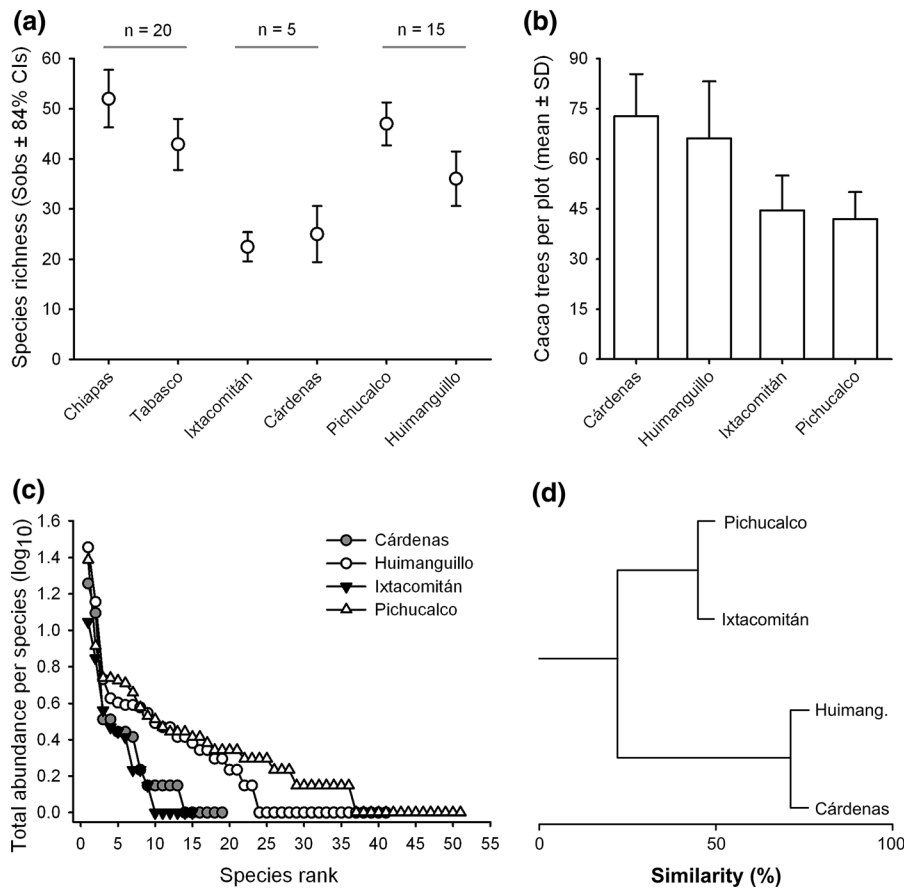 (a)
n = 20
n = 5
n = 15
Species richness (Sobs ± 84% CIs)
60
50
40
30
20
10
0
Chiapas
Tabasco
Ixtacomitán
Cárdenas
Pichucalco
Huimanguillo
(b)
Cacao trees per plot (mean ± SD)
90
75
60
45
30
15
0
Cárdenas
Huimanguillo
Ixtacomitán
Pichucalco
(c)
Total abundance per species (log10)
1.6
1.4
1.2
1.0
0.8
0.6
0.4
0.2
0.0
Cárdenas
Huimanguillo
Ixtacomitán
Pichucalco
0 5 10 15 20 25 30 35 40 45 50 55
Species rank
(d)
Pichucalco
Ixtacomitán
Huimang.
Cárdenas
0 50 100
Similarity (%)